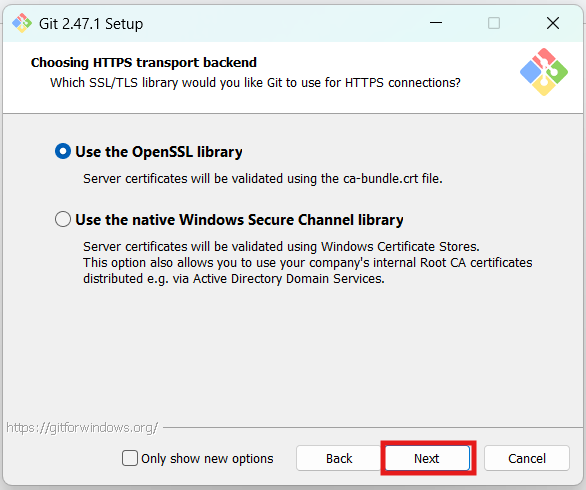 Git 2.47.1 Setup
Choosing HTTPS transport backend
Which SSL/TLS library would you like Git to use for HTTPS connections?
Use the OpenSSL library
Server certificates will be validated using the ca-bundle.crt file.
Use the native Windows Secure Channel library
Server certificates will be validated using Windows Certificate Stores.
This option also allows you to use your company's internal Root CA certificates
distributed e.g. via Active Directory Domain Services.
https://gitforwindows.org/
Only show new options
Back
Next
Cancel